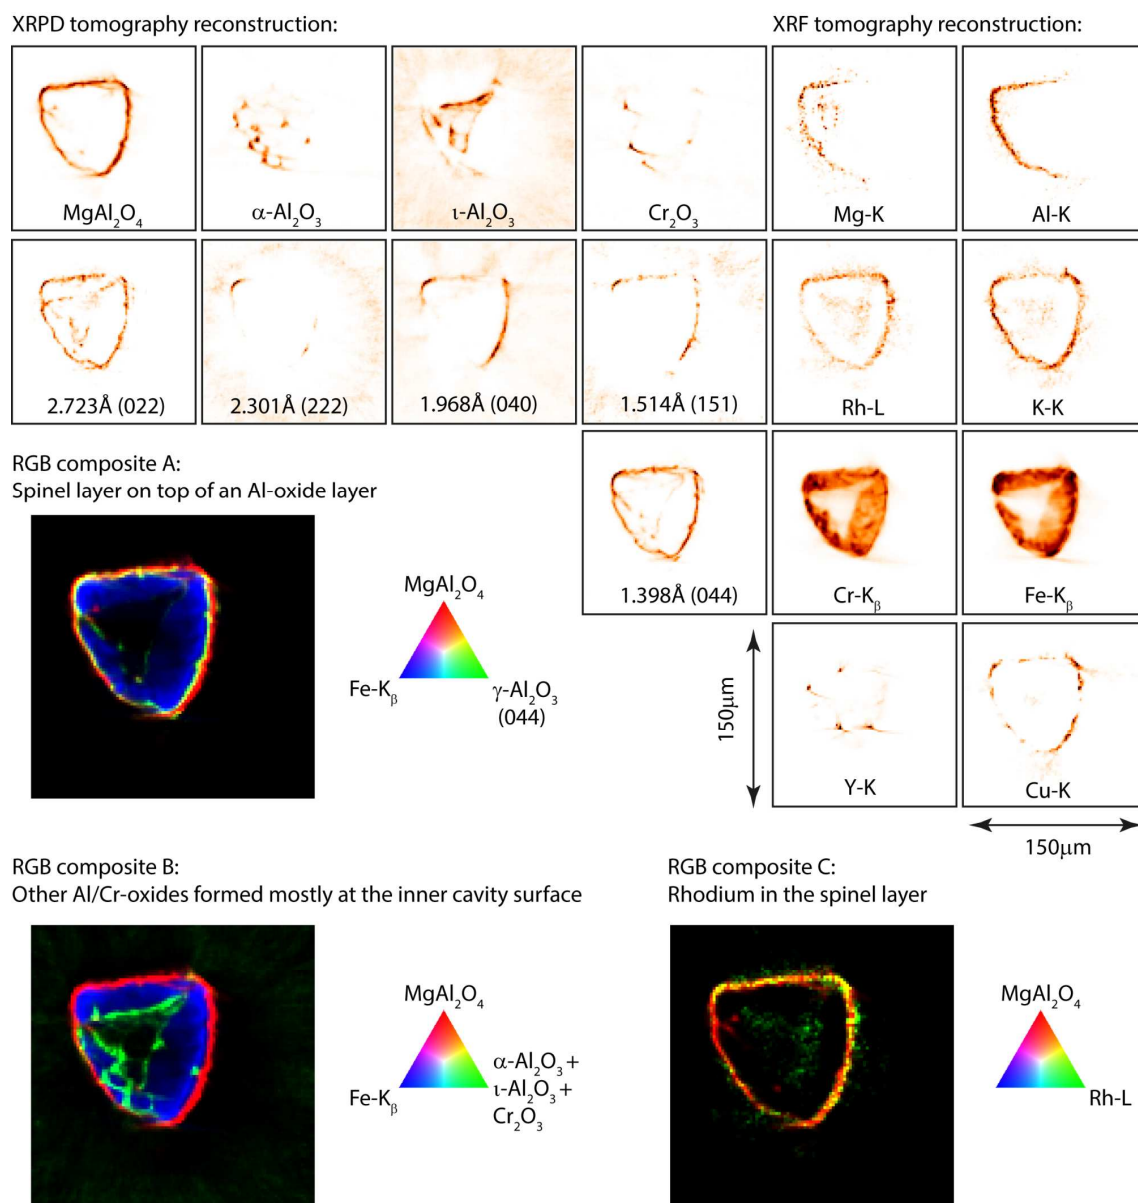 XRPD tomography reconstruction:
XRF tomography reconstruction:
MgAl₂O₄
α-Al₂O₃
ι-Al₂O₃
Cr₂O₃
Mg-K
Al-K
2.723Å (022)
2.301Å (222)
1.968Å (040)
1.514Å (151)
Rh-L
K-K
RGB composite A:
Spinel layer on top of an Al-oxide layer
MgAl₂O₄
Fe-Kᵦ
γ-Al₂O₃
(044)
1.398Å (044)
Cr-Kᵦ
Fe-Kᵦ
150μm
Y-K
Cu-K
150μm
RGB composite B:
Other Al/Cr-oxides formed mostly at the inner cavity surface
MgAl₂O₄
Fe-Kᵦ
α-Al₂O₃ +
ι-Al₂O₃ +
Cr₂O₃
RGB composite C:
Rhodium in the spinel layer
MgAl₂O₄
Rh-L